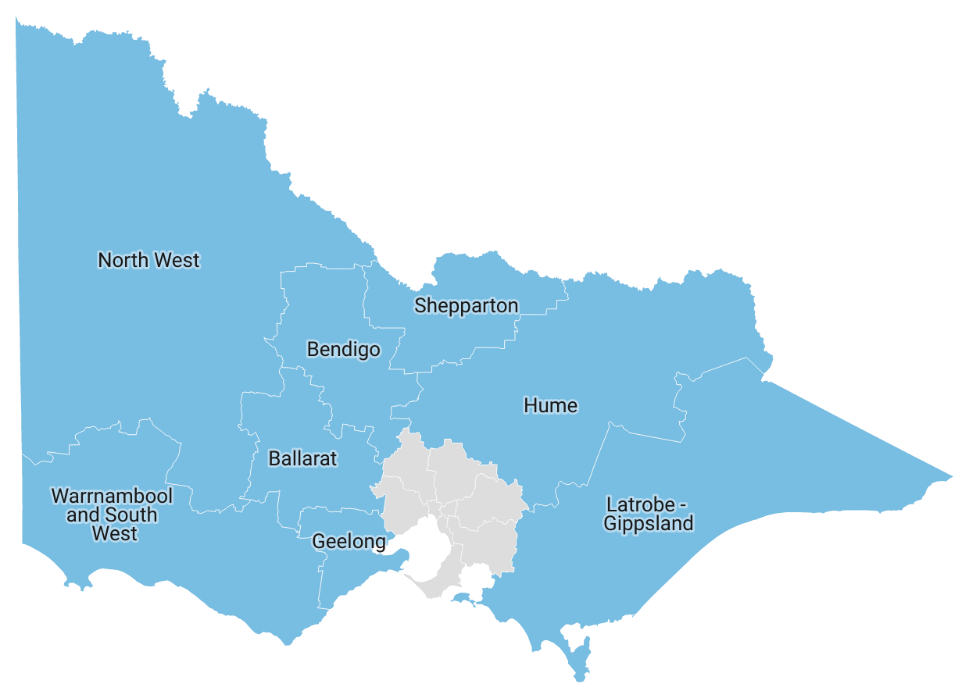 North West
Shepparton
Bendigo
Hume
Ballarat
Warrnambool
and South
West
Latrobe -
Gippsland
Geelong